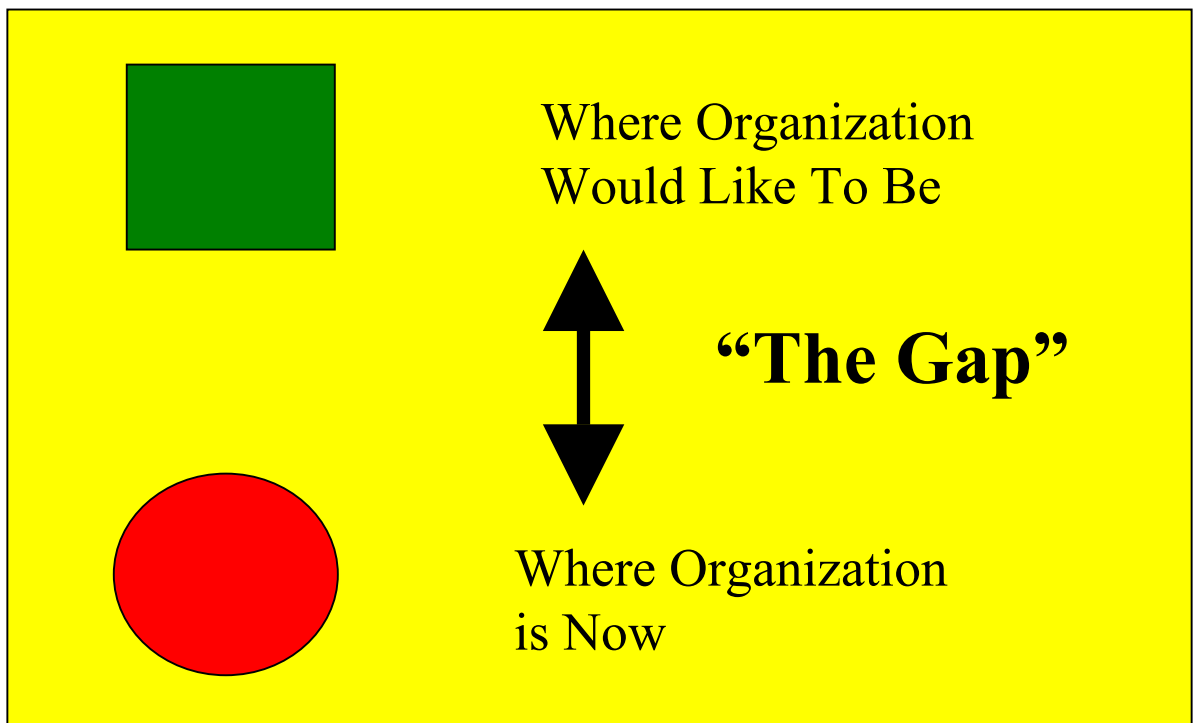 Where Organization
Would Like To Be
“The Gap”
Where Organization
is Now